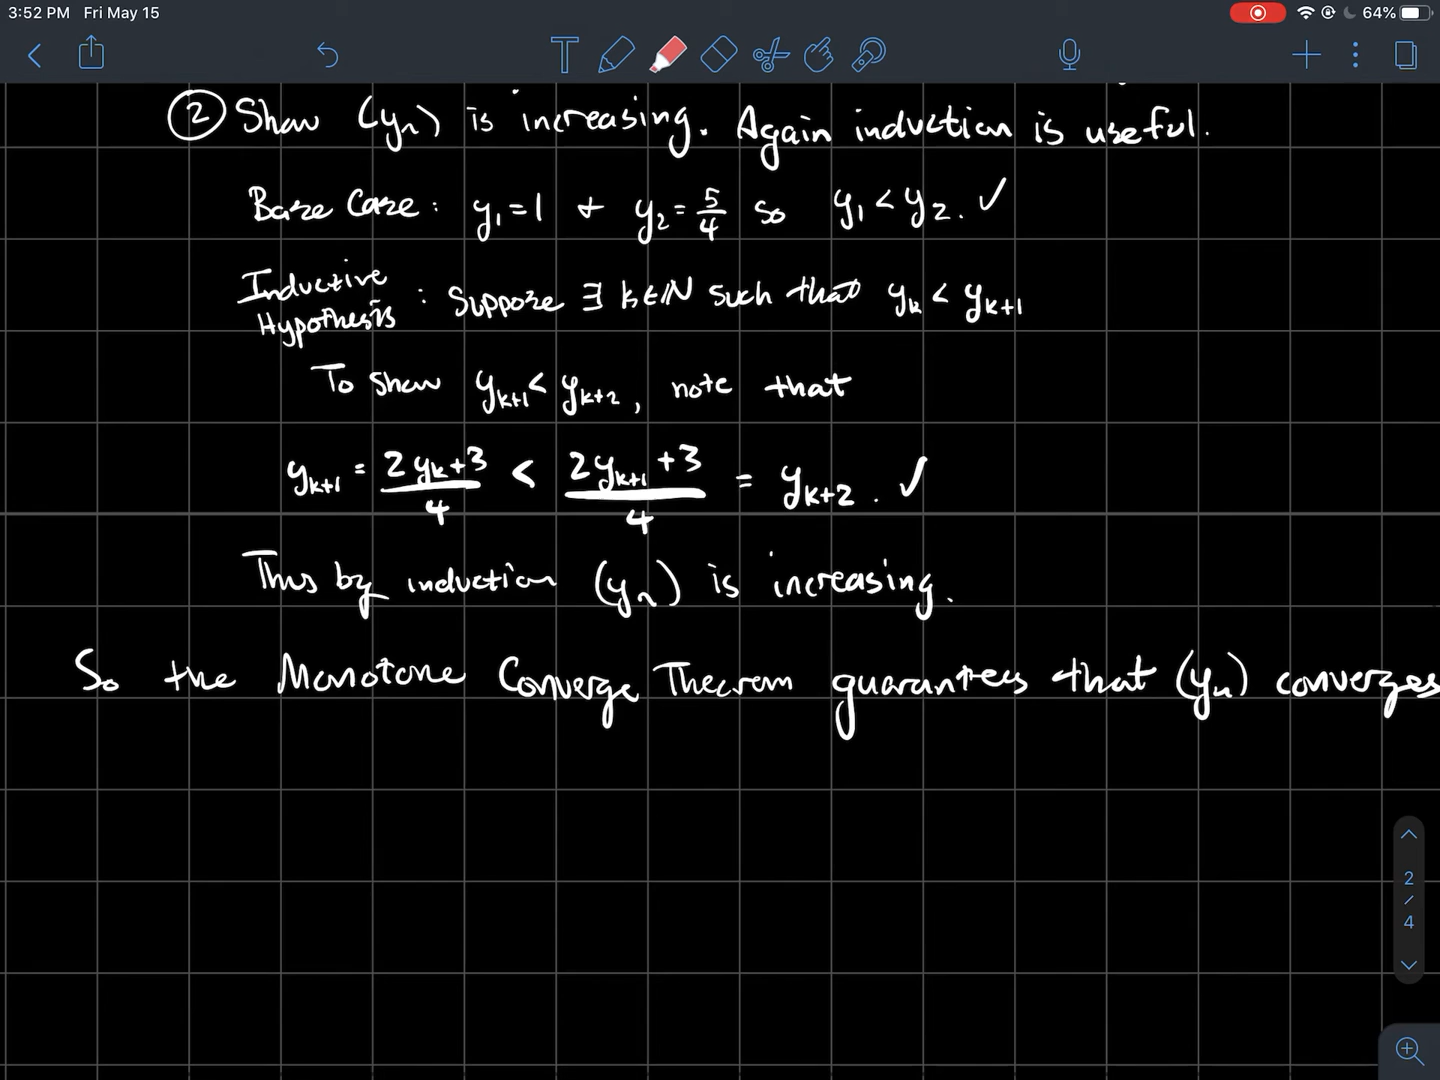 3:52 PM Fri May 15 64%
② Show (yₙ) is increasing. Again induction is useful.
Base Case: y₁=1 + y₂=5/4 so y₁<y₂. ✓
Inductive Hypothesis: Suppose ∃ k∈ℕ such that yₖ < yₖ₊₁
To show yₖ₊₁ < yₖ₊₂, note that
yₖ₊₁ = (2yₖ+3)/4 < (2yₖ₊₁+3)/4 = yₖ₊₂. ✓
Thus by induction (yₙ) is increasing.
So the Monotone Converge Theorem guarantees that (yₙ) converges
2
/
4